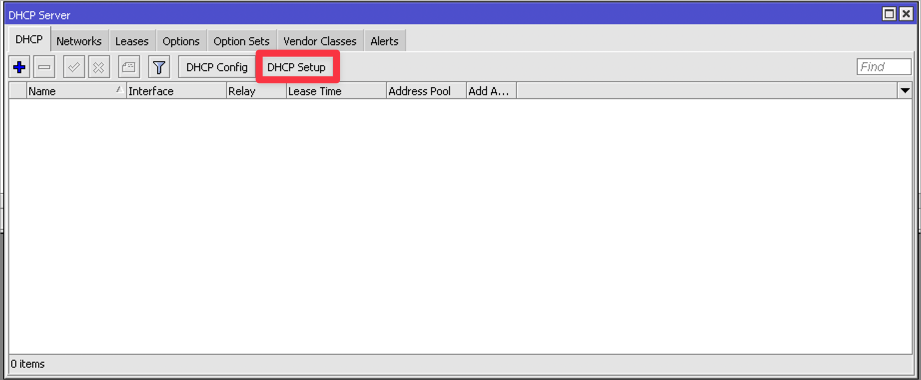 DHCP Server
DHCP Networks Leases Options Option Sets Vendor Classes Alerts
DHCP Config DHCP Setup Find
Name Interface Relay Lease Time Address Pool Add A...
0 items